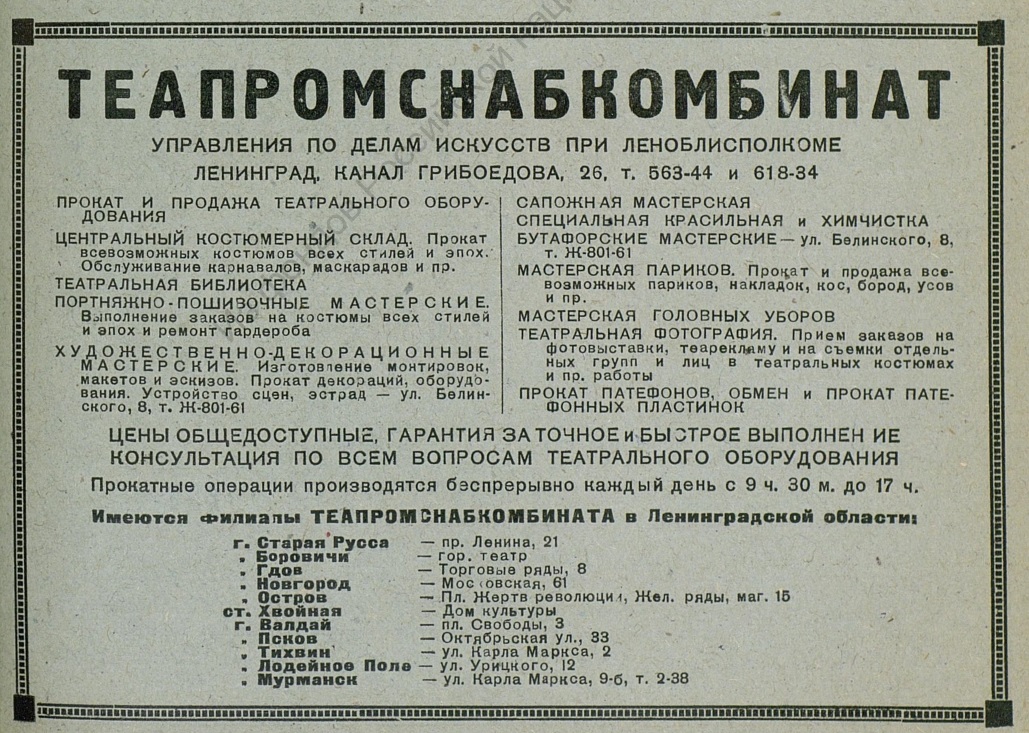 ТЕАПРОМСНАБКОМБИНАТ
УПРАВЛЕНИЯ ПО ДЕЛАМ ИСКУССТВ ПРИ ЛЕНОБЛИСПОЛКОМЕ
ЛЕНИНГРАД, КАНАЛ ГРИБОЕДОВА, 26, т. 563-44 и 618-34
ПРОКАТ И ПРОДАЖА ТЕАТРАЛЬНОГО ОБОРУ-
ДОВАНИЯ
ЦЕНТРАЛЬНЫЙ КОСТЮМЕРНЫЙ СКЛАД. Прокат
всевозможных костюмов всех стилей и эпох.
Обслуживание карнавалов, маскарадов и пр.
ТЕАТРАЛЬНАЯ БИБЛИОТЕКА
ПОРТНЯЖНО-ПОШИВОЧНЫЕ МАСТЕРСКИЕ.
Выполнение заказов на костюмы всех стилей
и эпох и ремонт гардероба
ХУДОЖЕСТВЕННО-ДЕКОРАЦИОННЫЕ
МАСТЕРСКИЕ. Изготовление монтировок,
макетов и эскизов. Прокат декораций, оборудо-
вания. Устройство сцен, эстрад — ул. Белин-
ского, 8, т. Ж-801-61
САПОЖНАЯ МАСТЕРСКАЯ
СПЕЦИАЛЬНАЯ КРАСИЛЬНАЯ и ХИМЧИСТКА
БУТАФОРСКИЕ МАСТЕРСКИЕ — ул. Белинского, 8,
т. Ж-801-61
МАСТЕРСКАЯ ПАРИКОВ. Прокат и продажа все-
возможных париков, накладок, кос, бород, усов
и пр.
МАСТЕРСКАЯ ГОЛОВНЫХ УБОРОВ
ТЕАТРАЛЬНАЯ ФОТОГРАФИЯ. Прием заказов на
фотовыставки, теарекламу и на съемки отдель-
ных групп и лиц в театральных костюмах
и пр. работы
ПРОКАТ ПАТЕФОНОВ, ОБМЕН и ПРОКАТ ПАТЕ-
ФОННЫХ ПЛАСТИНОК
ЦЕНЫ ОБЩЕДОСТУПНЫЕ, ГАРАНТИЯ ЗА ТОЧНОЕ и БЫСТРОЕ ВЫПОЛНЕНИЕ
КОНСУЛЬТАЦИЯ ПО ВСЕМ ВОПРОСАМ ТЕАТРАЛЬНОГО ОБОРУДОВАНИЯ
Прокатные операции производятся беспрерывно каждый день с 9 ч. 30 м. до 17 ч.
Имеются филиалы ТЕАПРОМСНАБКОМБИНАТА в Ленинградской области:
г. Старая Русса — пр. Ленина, 21
„ Боровичи — гор. театр
„ Гдов — Торговые ряды, 8
„ Новгород — Московская, 61
„ Остров — Пл. Жертв революции, Жел. ряды, маг. 15
ст. Хвойная — Дом культуры
г. Валдай — пл. Свободы, 3
„ Псков — Октябрьская ул., 33
„ Тихвин — ул. Карла Маркса, 2
„ Лодейное Поле — ул. Урицкого, 12
„ Мурманск — ул. Карла Маркса, 9-б, т. 2-38